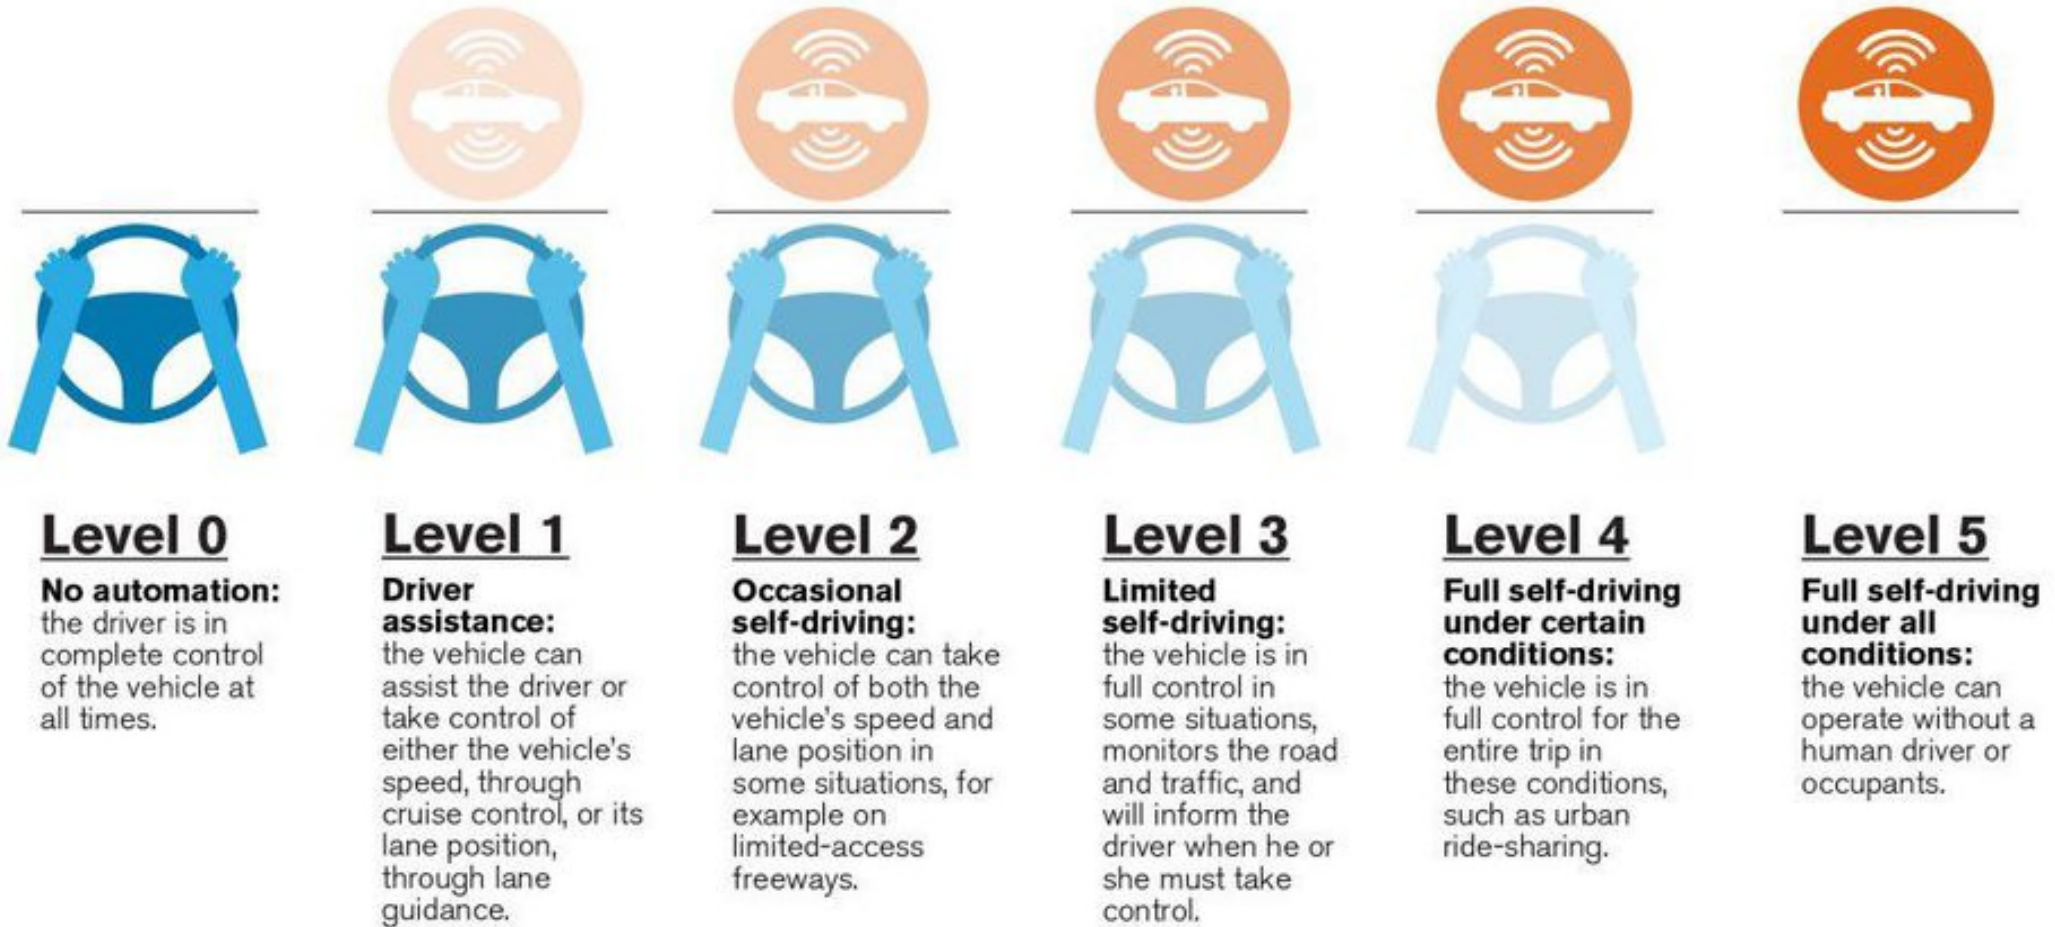 Level 0
No automation:
the driver is in
complete control
of the vehicle at
all times.
Level 1
Driver
assistance:
the vehicle can
assist the driver or
take control of
either the vehicle's
speed, through
cruise control, or its
lane position,
through lane
guidance.
Level 2
Occasional
self-driving:
the vehicle can take
control of both the
vehicle's speed and
lane position in
some situations, for
example on
limited-access
freeways.
Level 3
Limited
self-driving:
the vehicle is in
full control in
some situations,
monitors the road
and traffic, and
will inform the
driver when he or
she must take
control.
Level 4
Full self-driving
under certain
conditions:
the vehicle is in
full control for the
entire trip in
these conditions,
such as urban
ride-sharing.
Level 5
Full self-driving
under all
conditions:
the vehicle can
operate without a
human driver or
occupants.